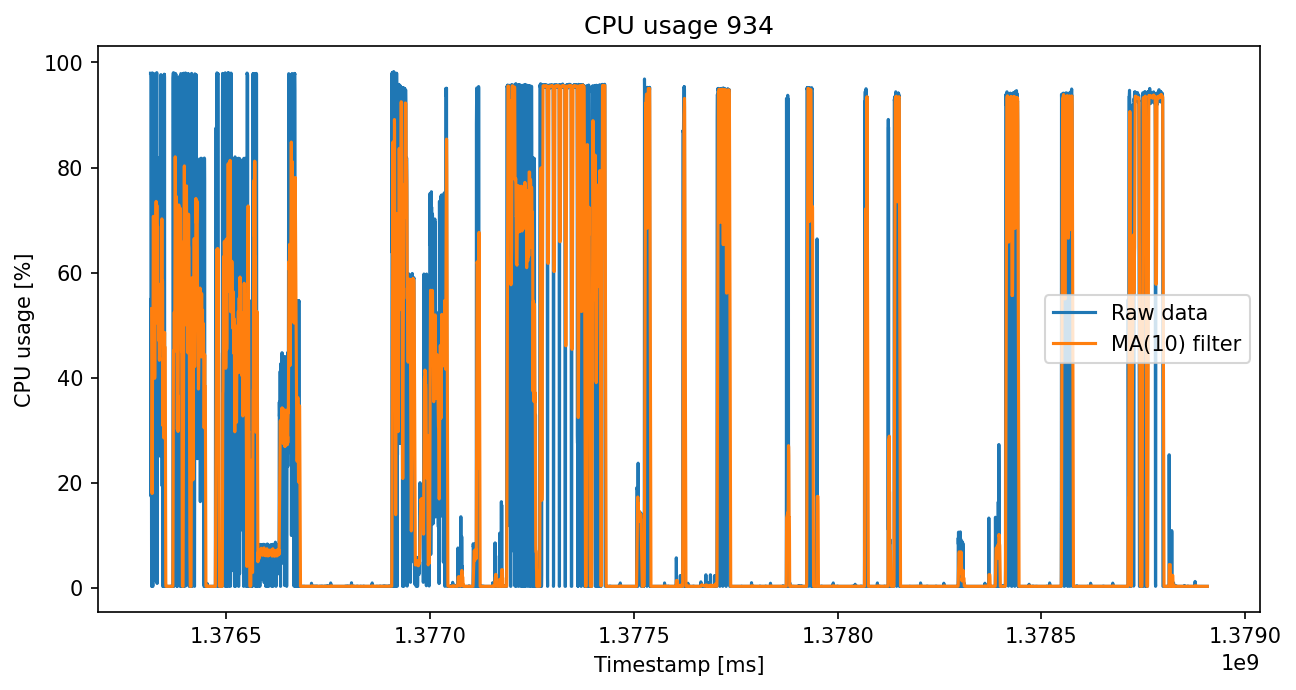 CPU usage 934
100
80
60
40
20
0
CPU usage [%]
Raw data
MA(10) filter
1.3765 1.3770 1.3775 1.3780 1.3785 1.3790
1e9
Timestamp [ms]